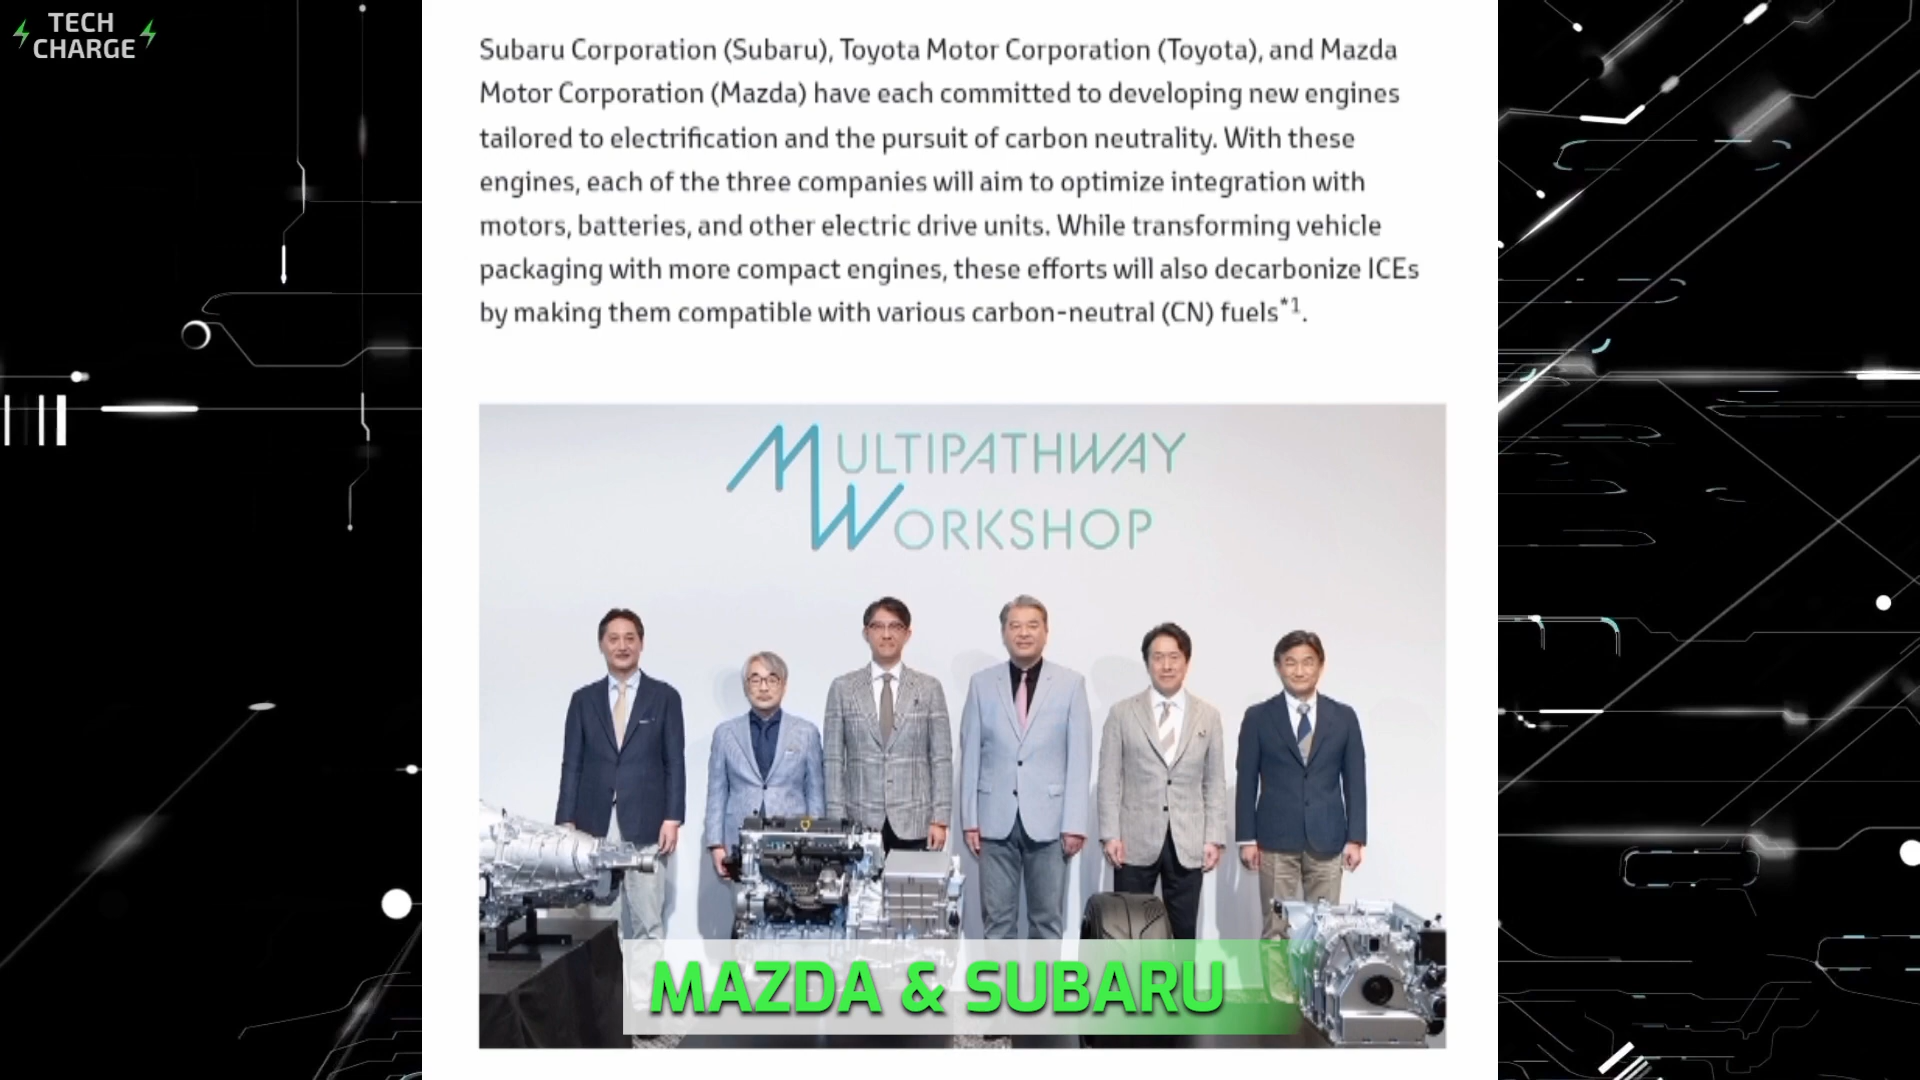 TECH
CHARGE
Subaru Corporation (Subaru), Toyota Motor Corporation (Toyota), and Mazda
Motor Corporation (Mazda) have each committed to developing new engines
tailored to electrification and the pursuit of carbon neutrality. With these
engines, each of the three companies will aim to optimize integration with
motors, batteries, and other electric drive units. While transforming vehicle
packaging with more compact engines, these efforts will also decarbonize ICEs
by making them compatible with various carbon-neutral (CN) fuels*1.
MULTIPATHWAY
WORKSHOP
MAZDA & SUBARU